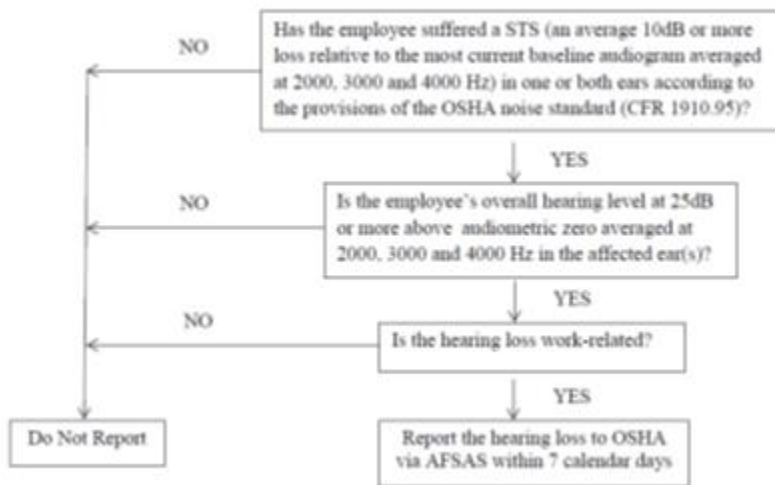 Has the employee suffered a STS (an average 10dB or more
loss relative to the most current baseline audiogram averaged
at 2000, 3000 and 4000 Hz) in one or both ears according to
the provisions of the OSHA noise standard (CFR 1910.95)?
NO
YES
Is the employee's overall hearing level at 25dB
or more above audiometric zero averaged at
2000, 3000 and 4000 Hz in the affected ear(s)?
NO
YES
Is the hearing loss work-related?
NO
YES
Do Not Report
Report the hearing loss to OSHA
via AFSAS within 7 calendar days